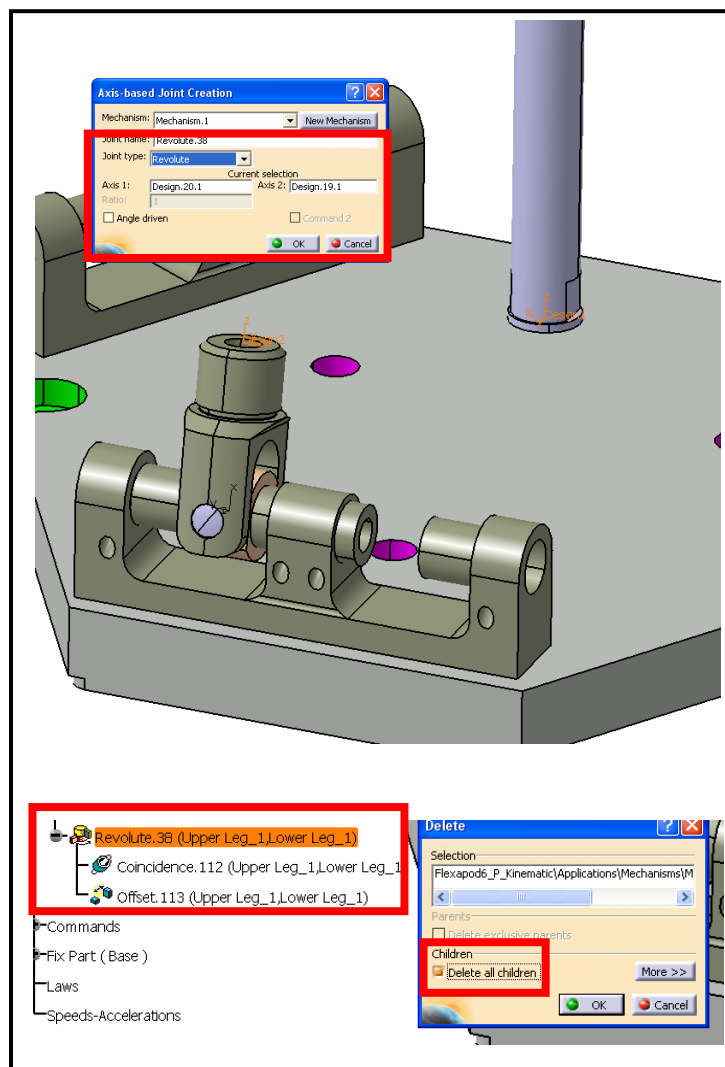 Axis-based Joint Creation
Mechanism: Mechanism.1 New Mechanism
Joint name: Revolute.38
Joint type: Revolute
Current selection
Axis 1: Design.20.1 Axis 2: Design.19.1
Ratio: 1
Angle driven Command 2
OK Cancel
Z
Z
X
Revolute.38 (Upper Leg_1,Lower Leg_1)
Coincidence.112 (Upper Leg_1,Lower Leg_1
Offset.113 (Upper Leg_1,Lower Leg_1)
Commands
Fix Part ( Base )
Laws
Speeds-Accelerations
Delete
Selection
Flexapod6_P_Kinematic\Applications\Mechanisms\M
Parents
Delete exclusive parents
Children
Delete all children More >>
OK Cancel